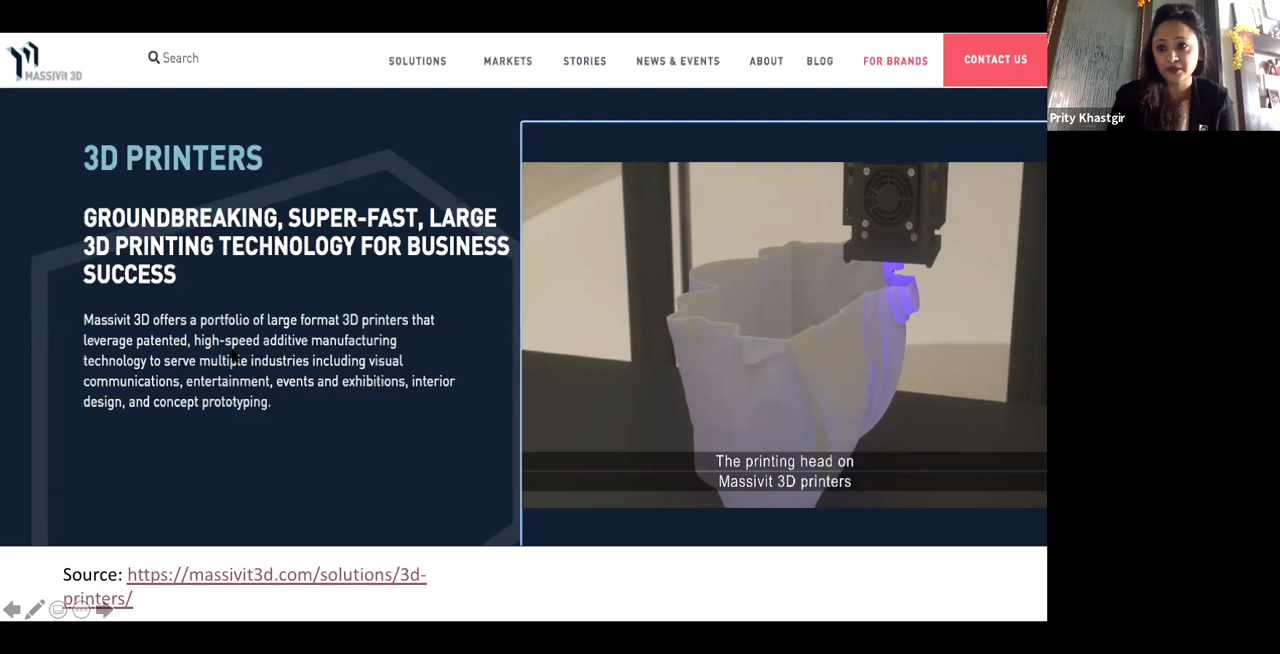 MASSIVit 3D
Search
SOLUTIONS
MARKETS
STORIES
NEWS & EVENTS
ABOUT
BLOG
FOR BRANDS
CONTACT US
Prity Khastgir
3D PRINTERS
GROUNDBREAKING, SUPER-FAST, LARGE
3D PRINTING TECHNOLOGY FOR BUSINESS
SUCCESS
Massivit 3D offers a portfolio of large format 3D printers that
leverage patented, high-speed additive manufacturing
technology to serve multiple industries including visual
communications, entertainment, events and exhibitions, interior
design, and concept prototyping.
The printing head on
Massivit 3D printers
Source: https://massivit3d.com/solutions/3d-
printers/